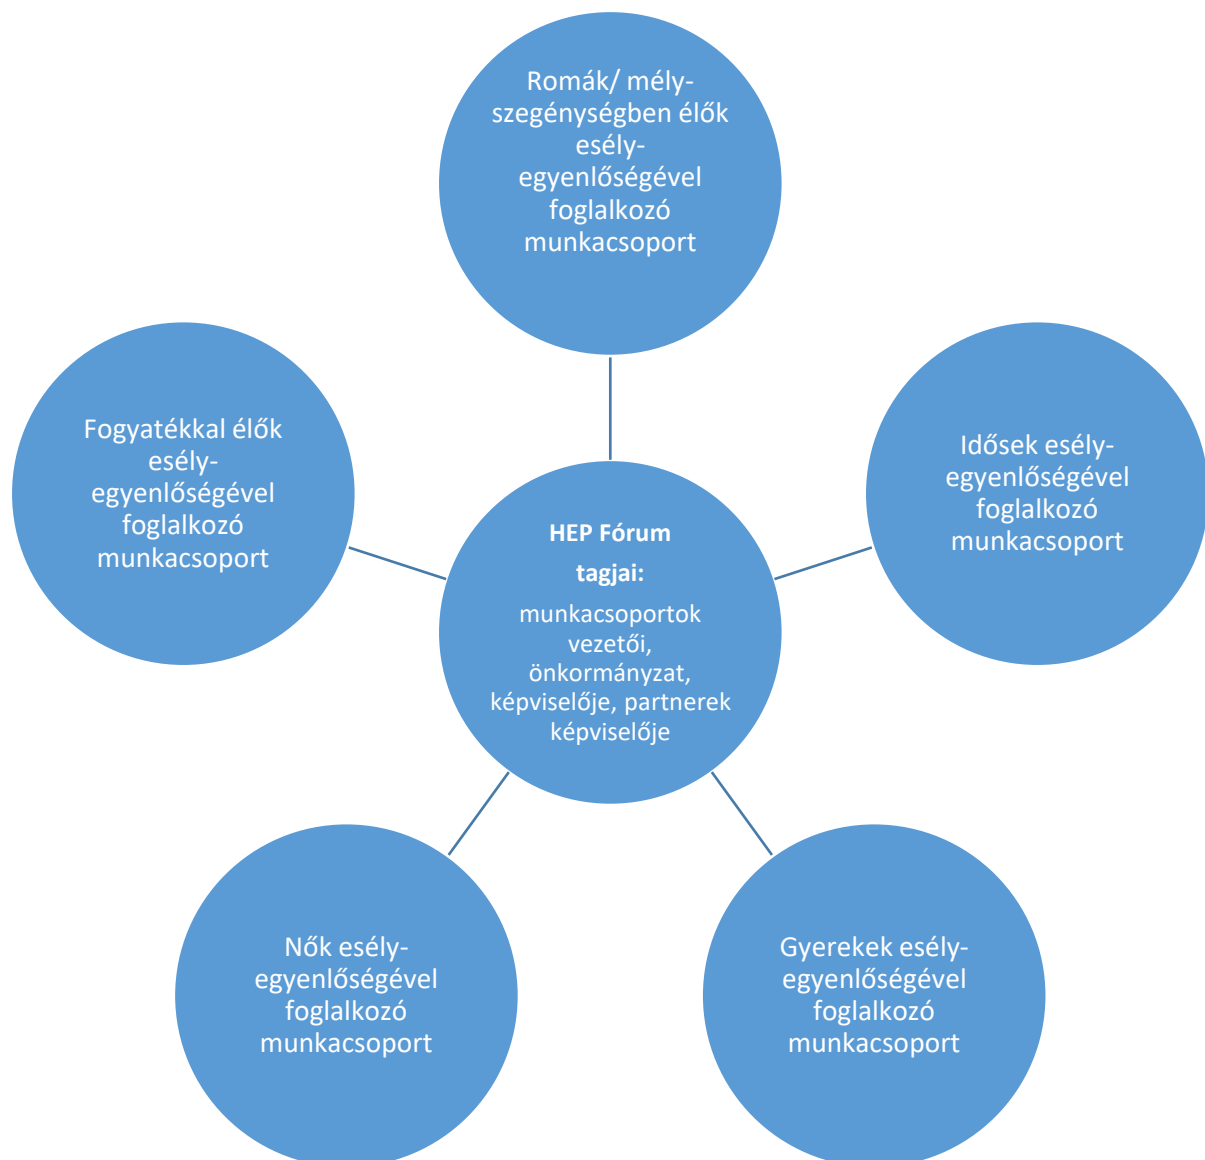 Romák/ mély-
szegénységben élők
esély-
egyenlőségével
foglalkozó
munkacsoport
Fogyatékkal élők
esély-
egyenlőségével
foglalkozó
munkacsoport
Idősek esély-
egyenlőségével
foglalkozó
munkacsoport
HEP Fórum
tagjai:
munkacsoportok
vezetői,
önkormányzat,
képviselője, partnerek
képviselője
Nők esély-
egyenlőségével
foglalkozó
munkacsoport
Gyerekek esély-
egyenlőségével
foglalkozó
munkacsoport